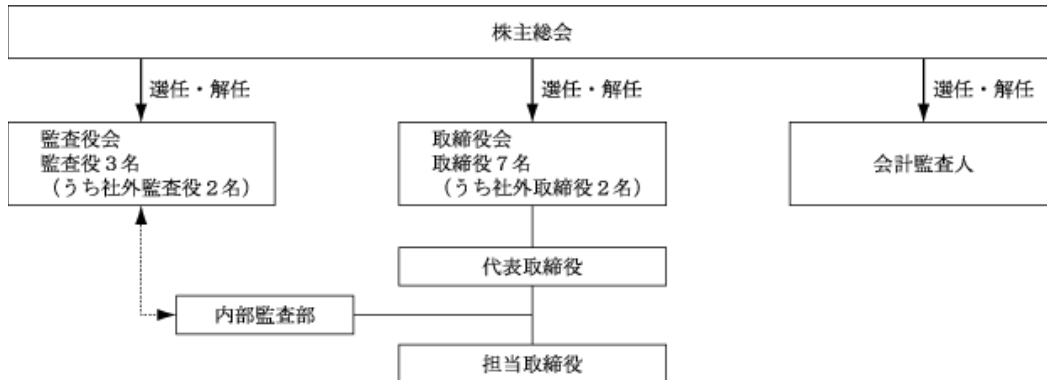 株主総会
選任・解任
選任・解任
選任・解任
監査役会
監査役3名
（うち社外監査役2名）
取締役会
取締役7名
（うち社外取締役2名）
会計監査人
代表取締役
内部監査部
担当取締役